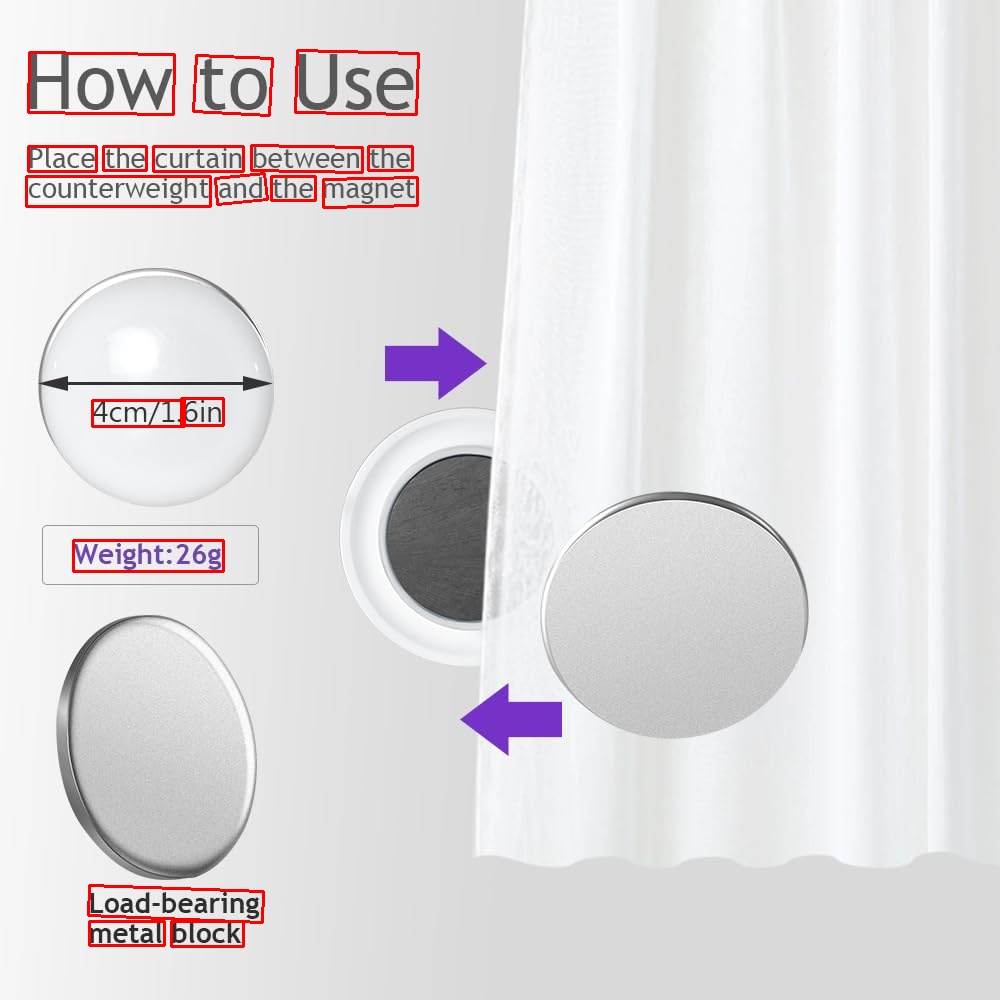 How to Use
Place the curtain between the
counterweight and the magnet
4cm/1.6in
Weight:26g
Load-bearing
metal block